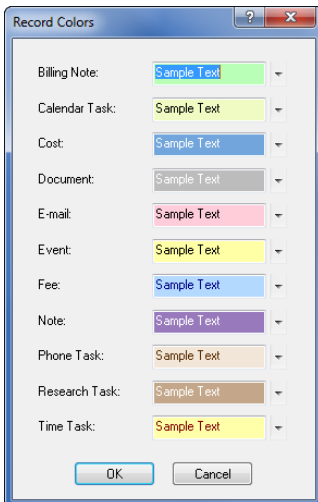 Record Colors
?
Billing Note: Sample Text
Calendar Task: Sample Text
Cost: Sample Text
Document: Sample Text
E-mail: Sample Text
Event: Sample Text
Fee: Sample Text
Note: Sample Text
Phone Task: Sample Text
Research Task: Sample Text
Time Task: Sample Text
OK Cancel